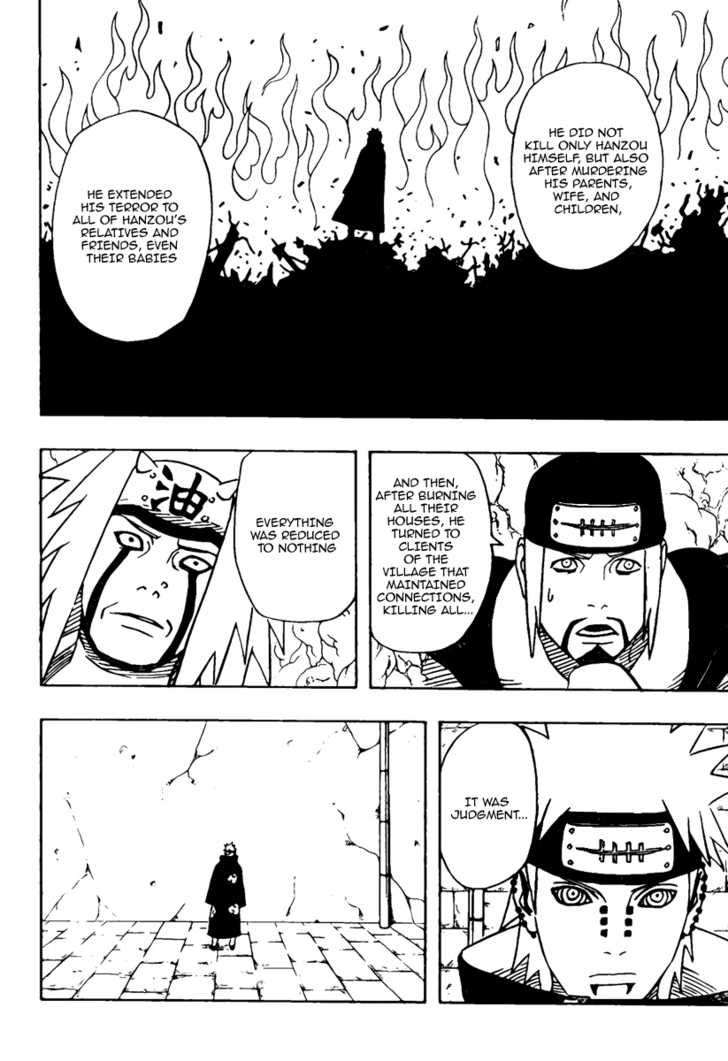 HE DID NOT
KILL ONLY HANZOU
HIMSELF, BUT ALSO
AFTER MURDERING
HIS PARENTS,
WIFE, AND
CHILDREN,
HE EXTENDED
HIS TERROR TO
ALL OF HANZOU'S
RELATIVES AND
FRIENDS, EVEN
THEIR BABIES
AND THEN,
AFTER BURNING
ALL THEIR
HOUSES, HE
TURNED TO
CLIENTS
OF THE
VILLAGE THAT
MAINTAINED
CONNECTIONS,
KILLING ALL...
EVERYTHING
WAS REDUCED
TO NOTHING
油
IT WAS
JUDGMENT...